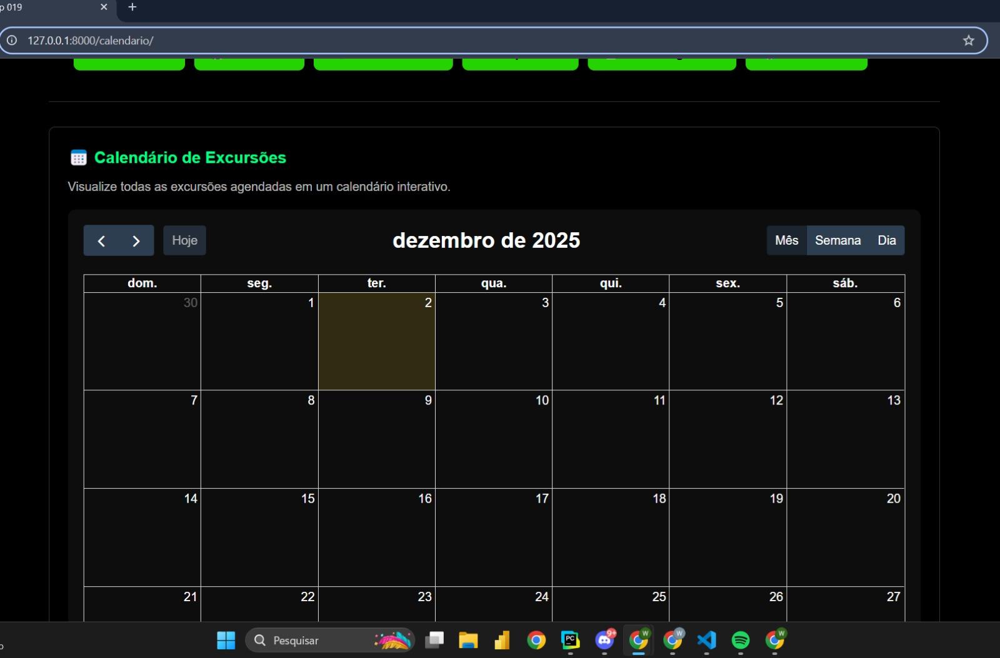 p 019
127.0.0.1:8000/calendario/
Calendário de Excursões
Visualize todas as excursões agendadas em um calendário interativo.
Hoje
dezembro de 2025
Mês Semana Dia
dom. seg. ter. qua. qui. sex. sáb.
30 1 2 3 4 5 6
7 8 9 10 11 12 13
14 15 16 17 18 19 20
21 22 23 24 25 26 27
Pesquisar
PC
9+
W
W
W